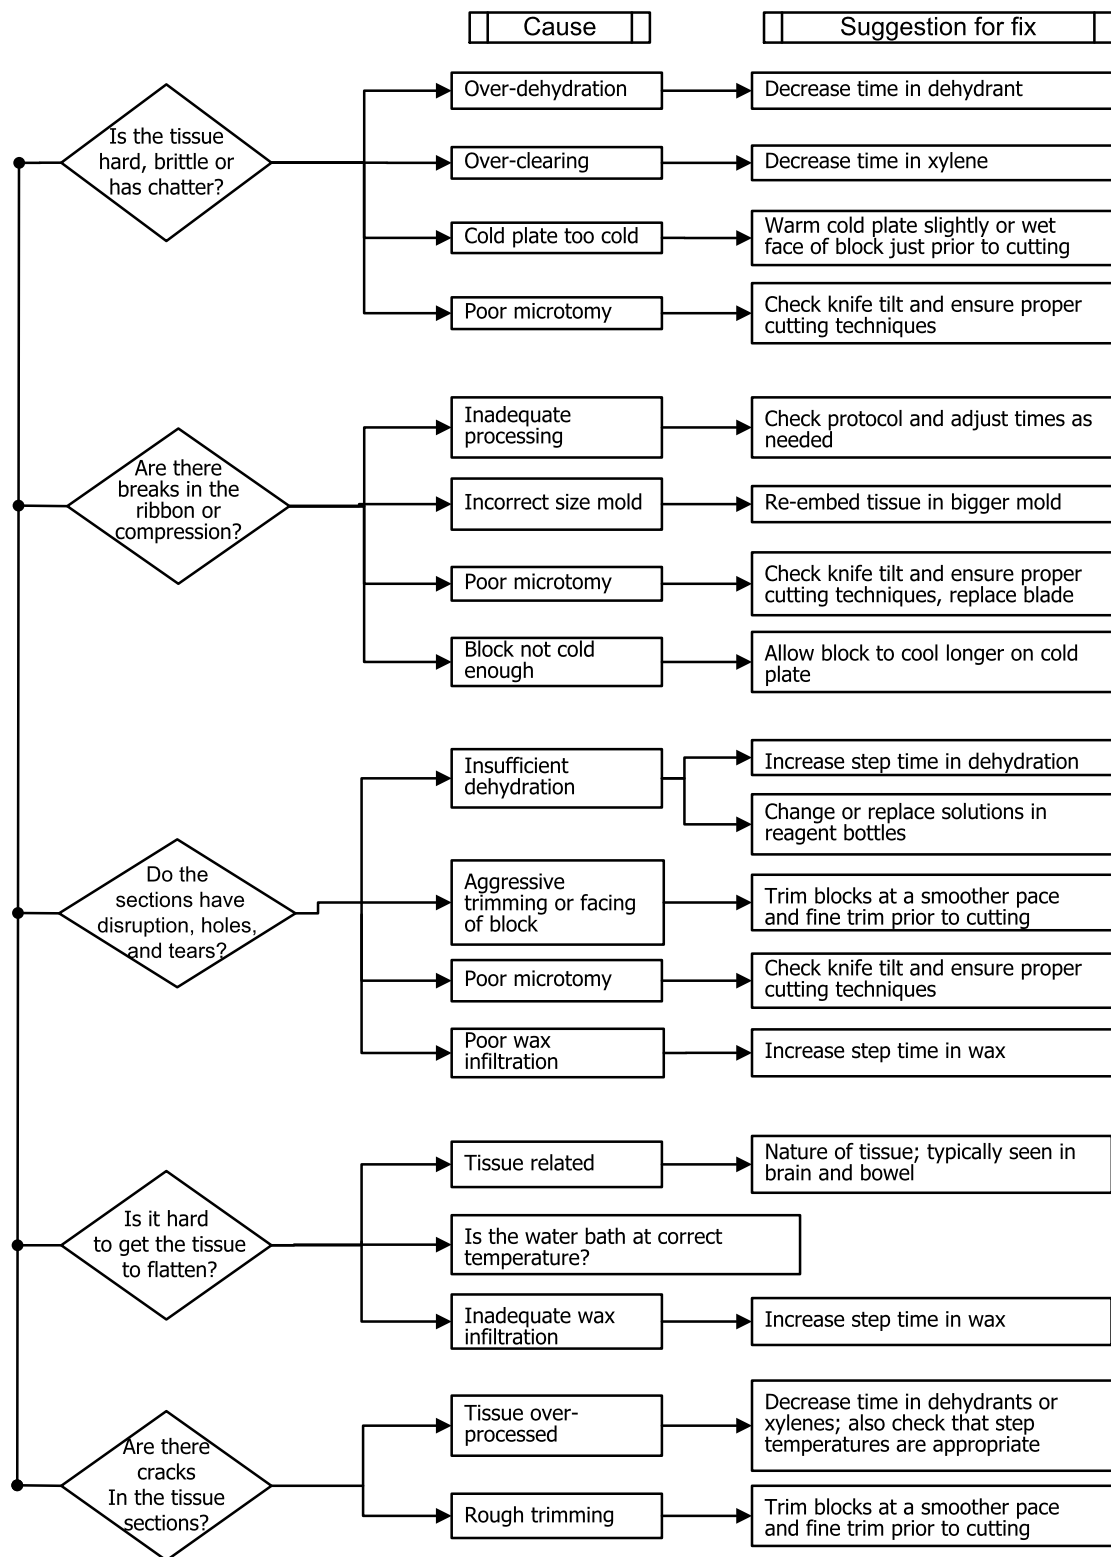 Cause
Suggestion for fix
Is the tissue
hard, brittle or
has chatter?
Over-dehydration
Decrease time in dehydrant
Over-clearing
Decrease time in xylene
Cold plate too cold
Warm cold plate slightly or wet
face of block just prior to cutting
Poor microtomy
Check knife tilt and ensure proper
cutting techniques
Are there
breaks in the
ribbon or
compression?
Inadequate
processing
Check protocol and adjust times as
needed
Incorrect size mold
Re-embed tissue in bigger mold
Poor microtomy
Check knife tilt and ensure proper
cutting techniques, replace blade
Block not cold
enough
Allow block to cool longer on cold
plate
Do the
sections have
disruption, holes,
and tears?
Insufficient
dehydration
Increase step time in dehydration
Change or replace solutions in
reagent bottles
Aggressive
trimming or facing
of block
Trim blocks at a smoother pace
and fine trim prior to cutting
Poor microtomy
Check knife tilt and ensure proper
cutting techniques
Poor wax
infiltration
Increase step time in wax
Is it hard
to get the tissue
to flatten?
Tissue related
Nature of tissue; typically seen in
brain and bowel
Is the water bath at correct
temperature?
Inadequate wax
infiltration
Increase step time in wax
Are there
cracks
In the tissue
sections?
Tissue over-
processed
Decrease time in dehydrants or
xylenes; also check that step
temperatures are appropriate
Rough trimming
Trim blocks at a smoother pace
and fine trim prior to cutting